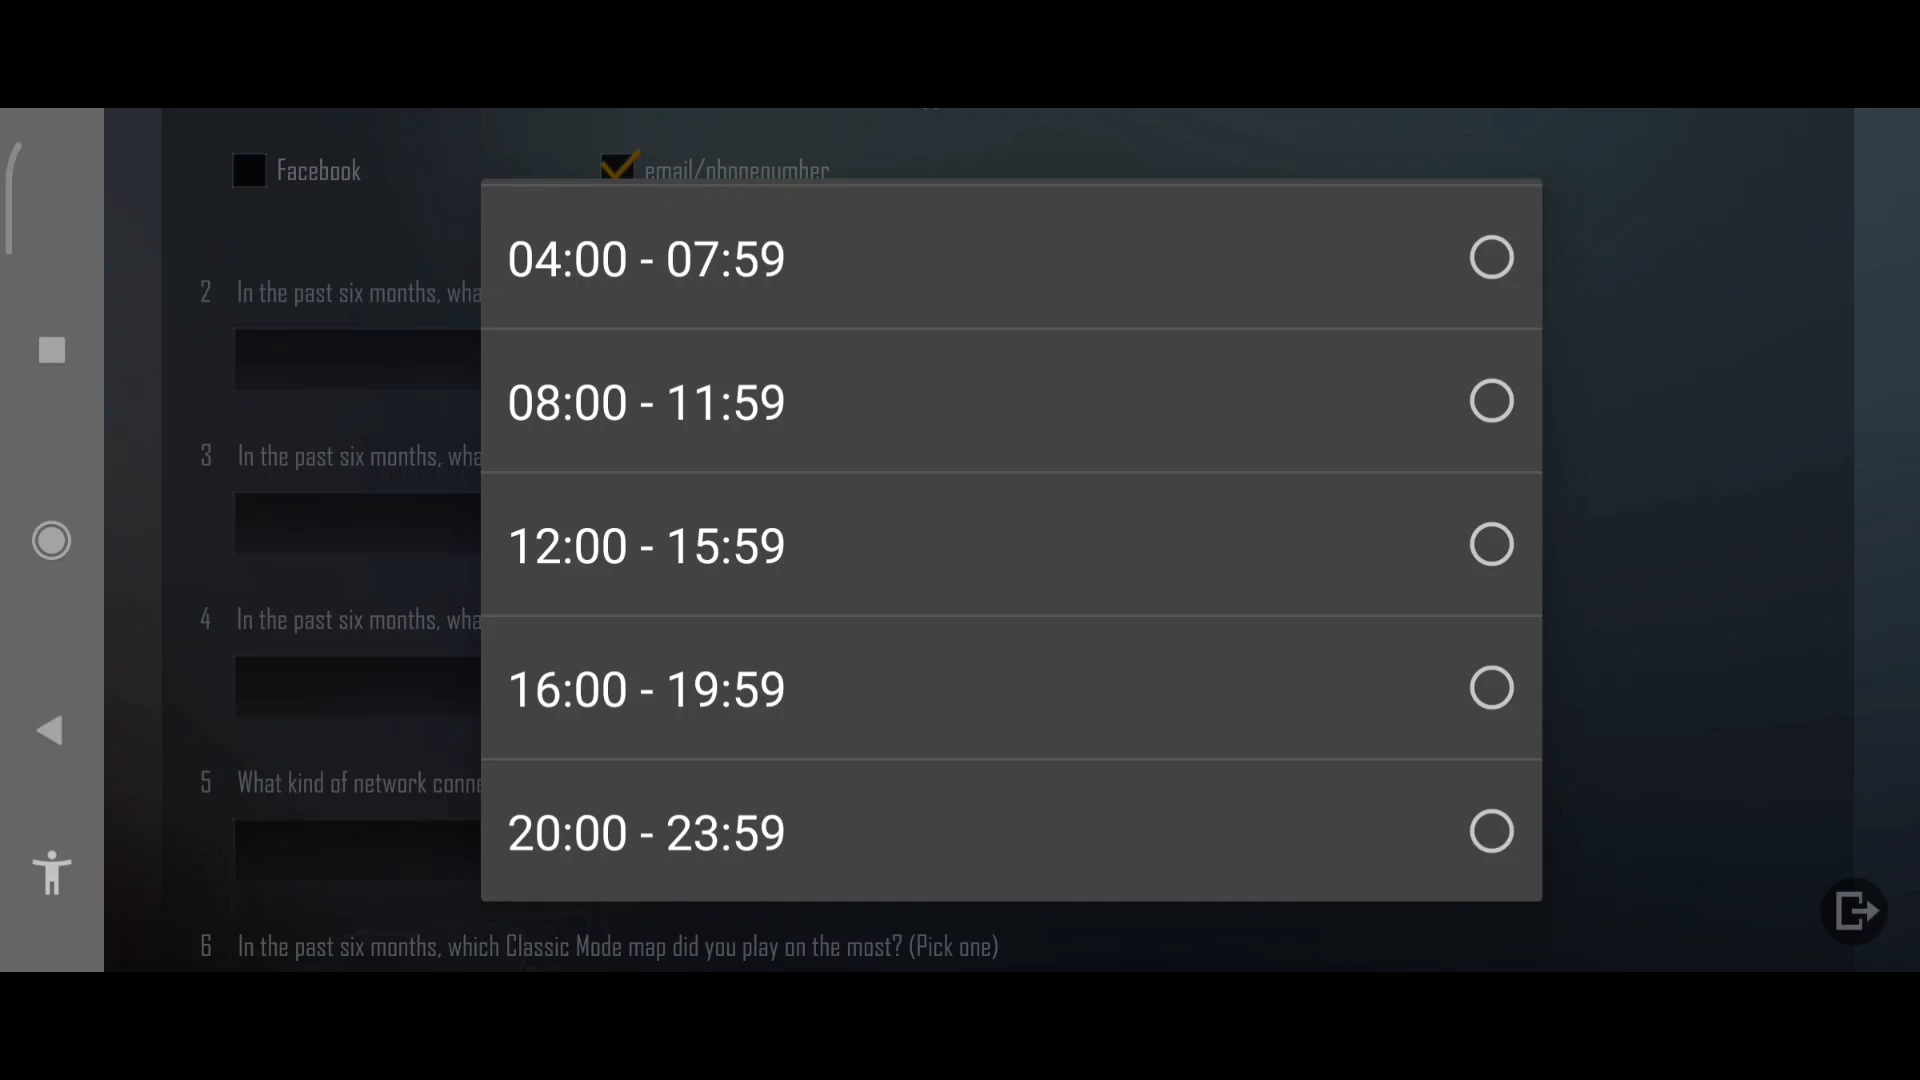 Facebook
email/phonenumber
04:00 - 07:59
2 In the past six months, wha
08:00 - 11:59
3 In the past six months, wha
12:00 - 15:59
4 In the past six months, wha
16:00 - 19:59
5 What kind of network conne
20:00 - 23:59
6 In the past six months, which Classic Mode map did you play on the most? (Pick one)